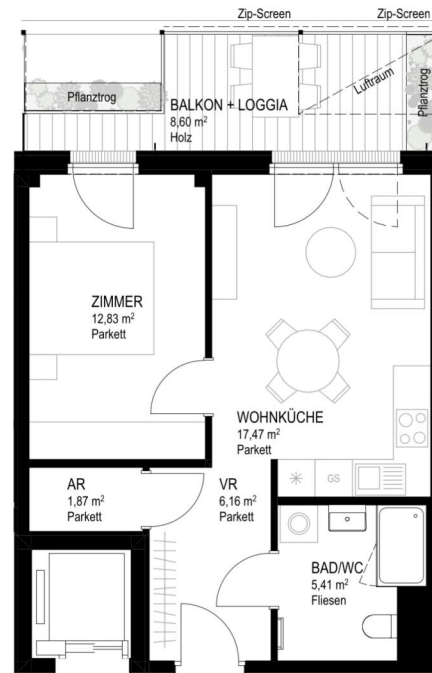 Zip-Screen
Zip-Screen
Pflanztrog
BALKON + LOGGIA
8,60 m²
Holz
Luftraum
Pflanztrog
ZIMMER
12,83 m²
Parkett
WOHNKÜCHE
17,47 m²
Parkett
GS
AR
1,87 m²
Parkett
VR
6,16 m²
Parkett
BAD/WC
5,41 m²
Fliesen